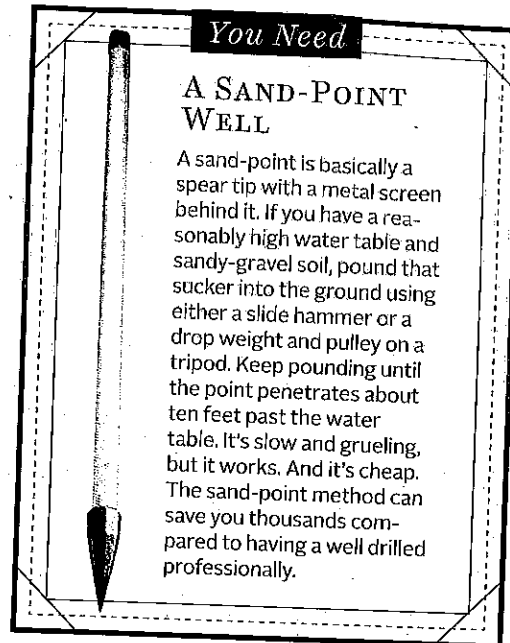 You Need
A SAND-POINT
WELL
A sand-point is basically a
spear tip with a metal screen
behind it. If you have a rea-
sonably high water table and
sandy-gravel soil, pound that
sucker into the ground using
either a slide hammer or a
drop weight and pulley on a
tripod. Keep pounding until
the point penetrates about
ten feet past the water
table. It's slow and grueling,
but it works. And it's cheap.
The sand-point method can
save you thousands com-
pared to having a well drilled
professionally.